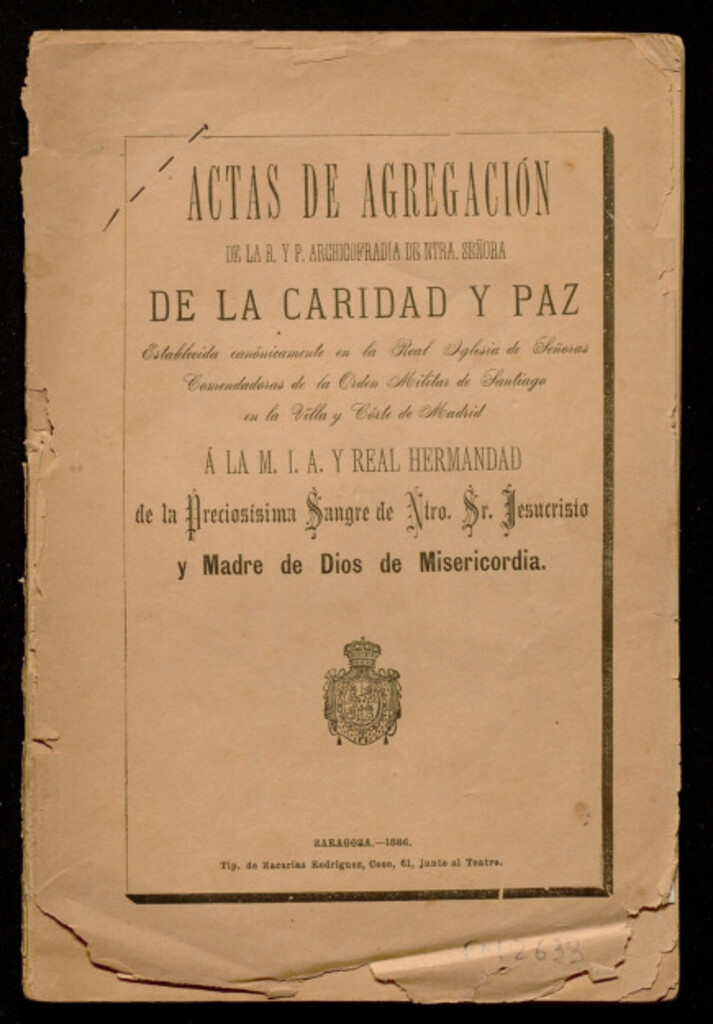 ACTAS DE AGREGACIÓN
DE LA R. Y P. ARCHICOFRADÍA DE NTRA. SEÑORA
DE LA CARIDAD Y PAZ
Establecida canónicamente en la Real Iglesia de Señoras
Comendadoras de la Orden Militar de Santiago
en la Villa y Córte de Madrid
Á LA M. I. A. Y REAL HERMANDAD
de la Preciosísima Sangre de Ntro. Sr. Jesucristo
y Madre de Dios de Misericordia.
ZARAGOZA.—1886.
Tip. de Zacarías Rodriguez, Coso, 61, junto al Teatro.
2633